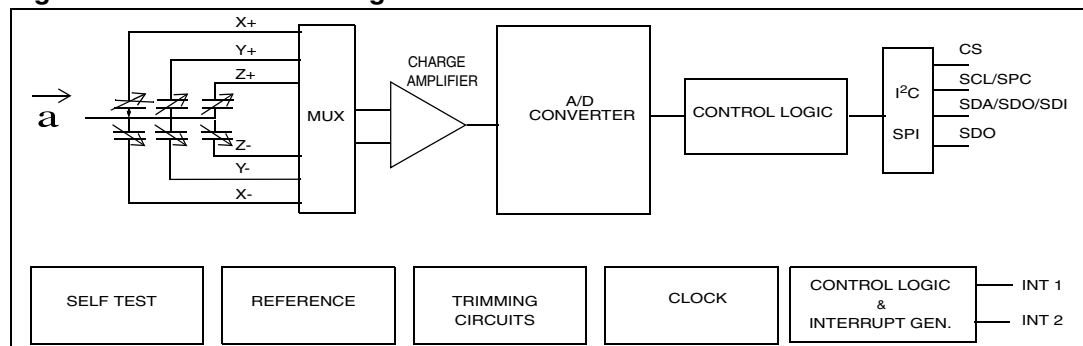 X+
Y+
Z+
a
Z-
Y-
X-
MUX
CHARGE
AMPLIFIER
A/D
CONVERTER
CONTROL LOGIC
I²C
SPI
CS
SCL/SPC
SDA/SDO/SDI
SDO
SELF TEST
REFERENCE
TRIMMING
CIRCUITS
CLOCK
CONTROL LOGIC
&
INTERRUPT GEN.
INT 1
INT 2